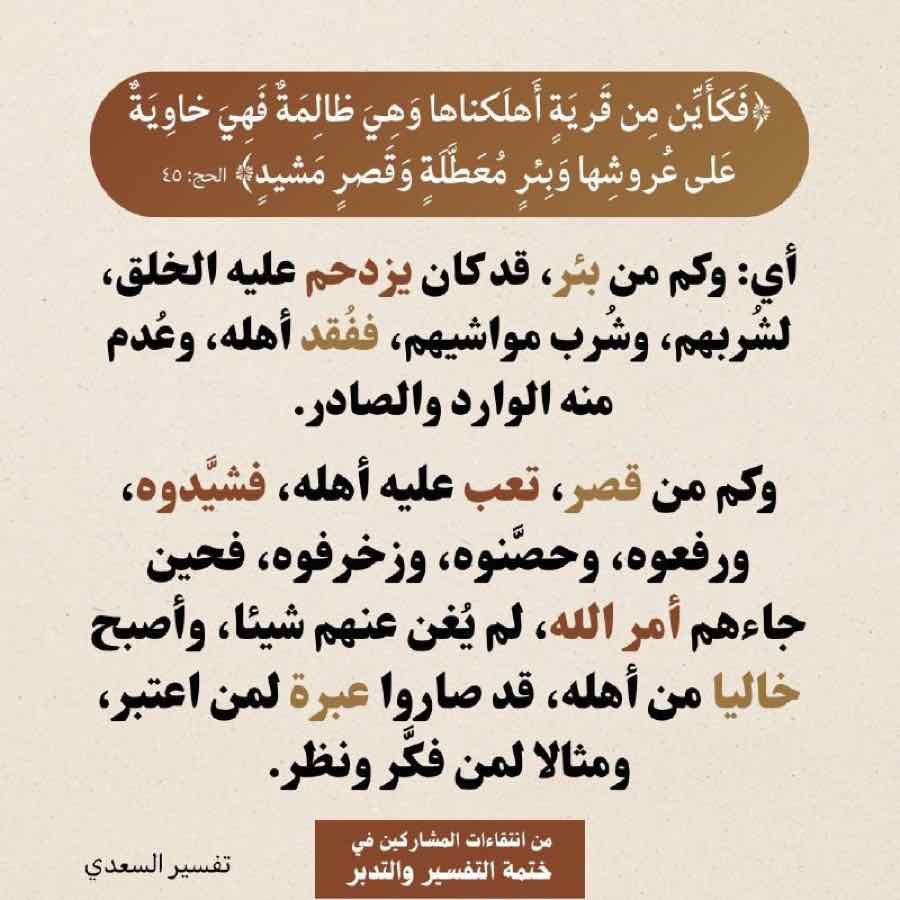 ﴿فَكَأَيِّن مِن قَريَةٍ أَهلَكناها وَهِيَ ظالِمَةٌ فَهِيَ خاوِيَةٌ
عَلى عُروشِها وَبِئرٍ مُعَطَّلَةٍ وَقَصرٍ مَشيدٍ﴾ الحج: ٤٥
أي: وكم من بئر، قد كان يزدحم عليه الخلق،
لشُربهم، وشُرب مواشيهم، ففُقد أهله، وعُدم
منه الوارد والصادر.
وكم من قصر، تعب عليه أهله، فشيَّدوه،
ورفعوه، وحصَّنوه، وزخرفوه، فحين
جاءهم أمر الله، لم يُغن عنهم شيئا، وأصبح
خاليا من أهله، قد صاروا عبرة لمن اعتبر،
ومثالا لمن فكَّر ونظر.
من انتقاءات المشاركين في
ختمة التفسير والتدبر
تفسير السعدي